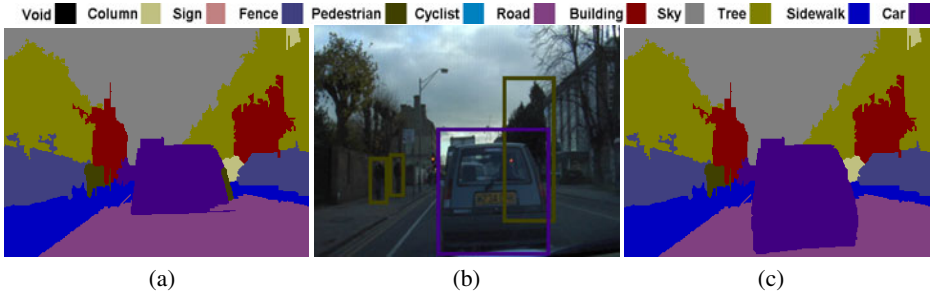 Void Column Sign Fence Pedestrian Cyclist Road Building Sky Tree Sidewalk Car
(a) (b) (c)